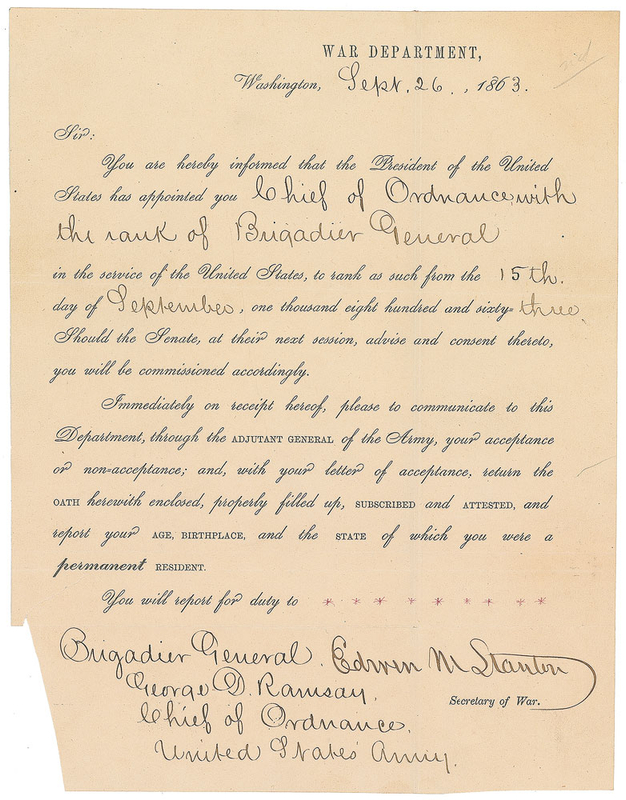 WAR DEPARTMENT,
Washington, Sept. 26., 1863.
Sir:
You are hereby informed that the President of the United
States has appointed you Chief of Ordnance, with
the rank of Brigadier General
in the service of the United States, to rank as such from the 15th.
day of September, one thousand eight hundred and sixty=three.
Should the Senate, at their next session, advise and consent thereto,
you will be commissioned accordingly.
Immediately on receipt hereof, please to communicate to this
Department, through the ADJUTANT GENERAL of the Army, your acceptance
or non=acceptance; and, with your letter of acceptance, return the
OATH herewith enclosed, properly filled up, SUBSCRIBED and ATTESTED, and
report your AGE, BIRTHPLACE, and the STATE of which you were a
permanent RESIDENT.
You will report for duty to * * * * * * * * *
Edwin M Stanton
Secretary of War.
Brigadier General.
George D. Ramsay.
Chief of Ordnance.
United States Army.